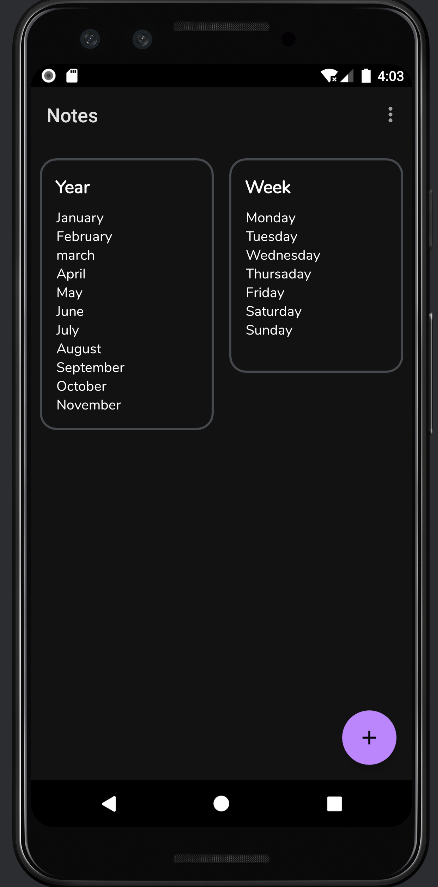 4:03
Notes
Year
January
February
march
April
May
June
July
August
September
October
November
Week
Monday
Tuesday
Wednesday
Thursaday
Friday
Saturday
Sunday
+